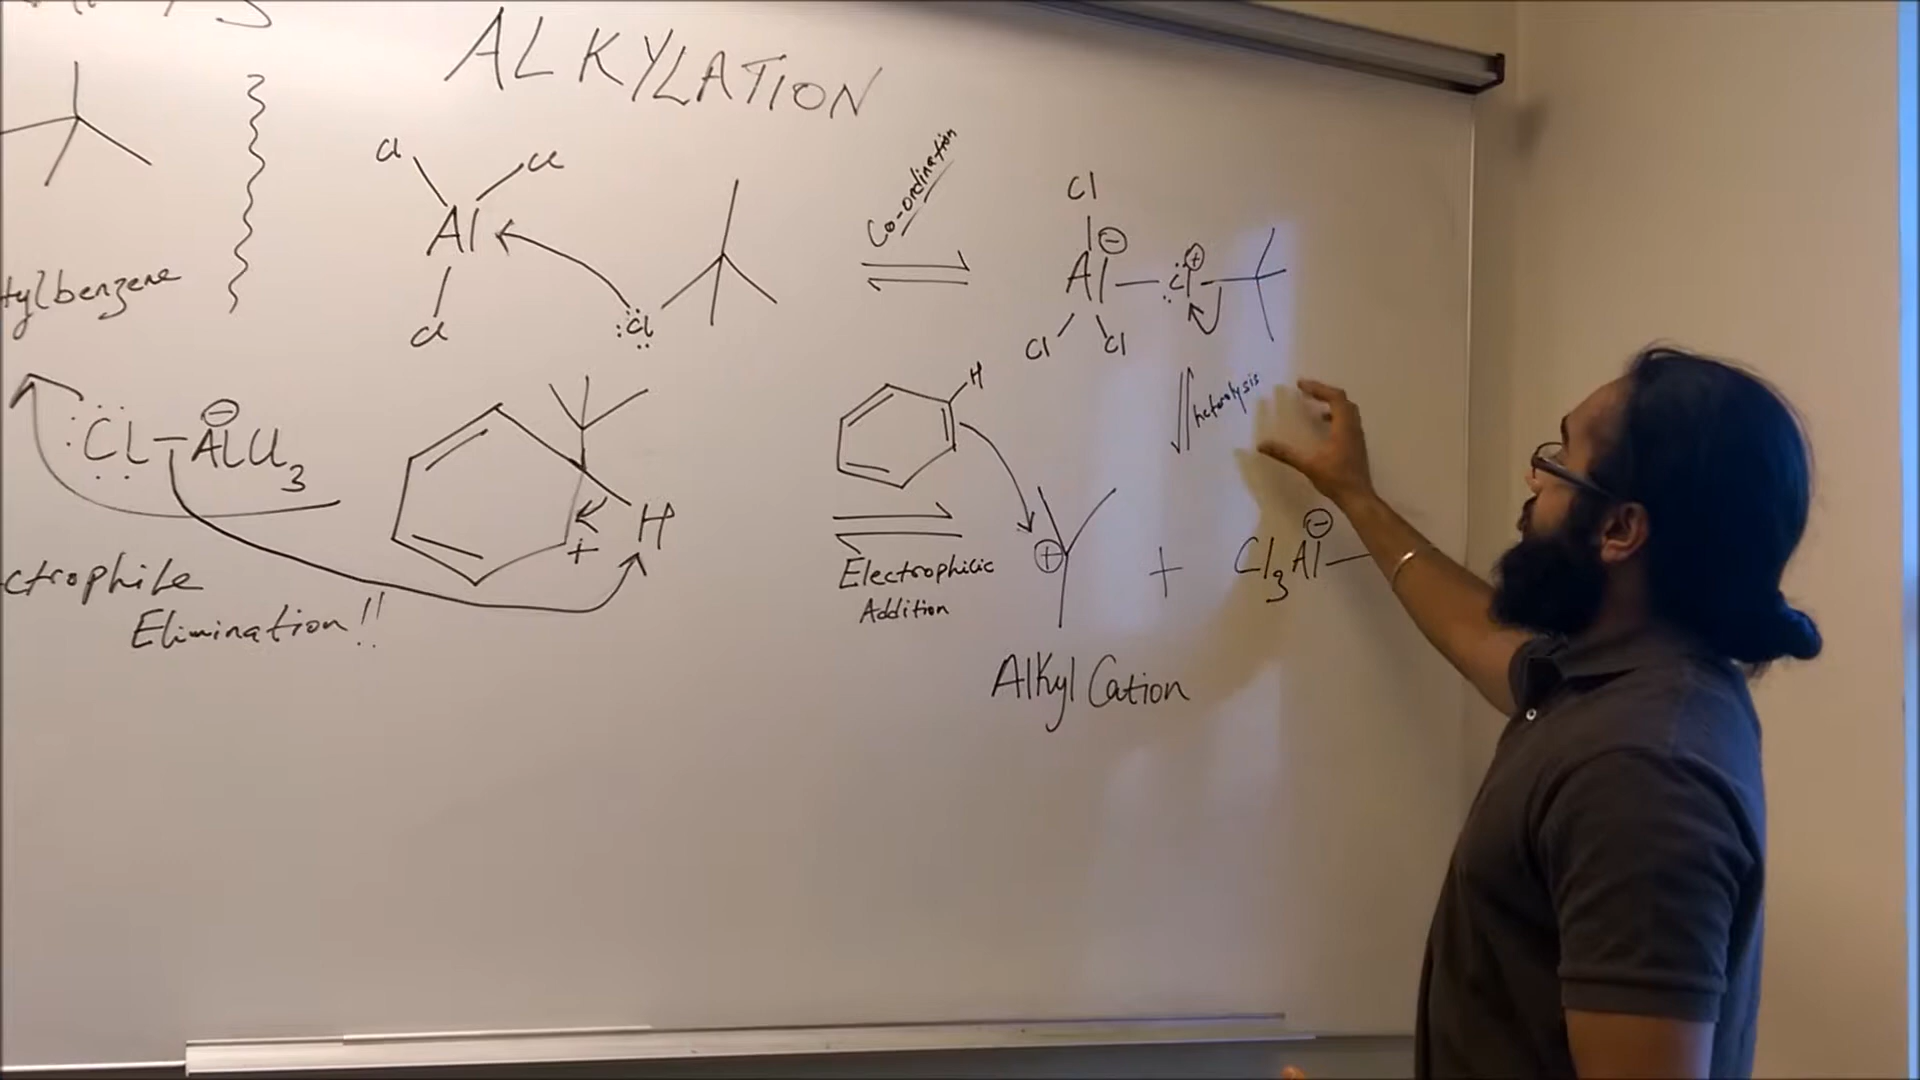 ALKYLATION
Cl
Cl
Al
Cl
:Cl
Co-ordination
Cl
Al ⊖
Cl ⊕
Cl
Cl
tylbenzene
Cl-AlCl3 ⊖
H
+
H
heterolysis
ctrophile
Elimination!!
Electrophilic
Addition
⊕
+
Cl3Al ⊖
Alkyl Cation